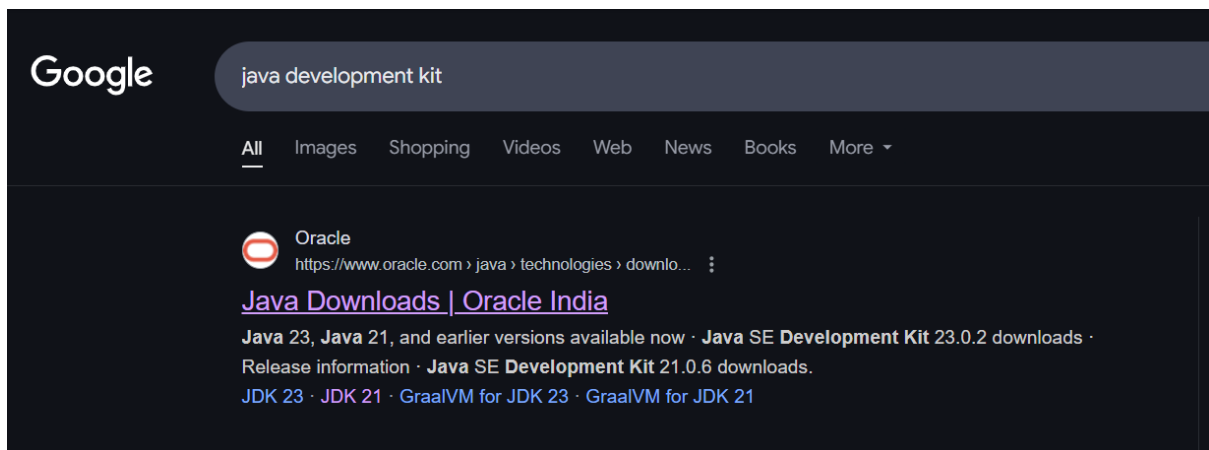 Google
java development kit
All Images Shopping Videos Web News Books More
Oracle
https://www.oracle.com › java › technologies › downlo...
Java Downloads | Oracle India
Java 23, Java 21, and earlier versions available now · Java SE Development Kit 23.0.2 downloads ·
Release information · Java SE Development Kit 21.0.6 downloads.
JDK 23 · JDK 21 · GraalVM for JDK 23 · GraalVM for JDK 21